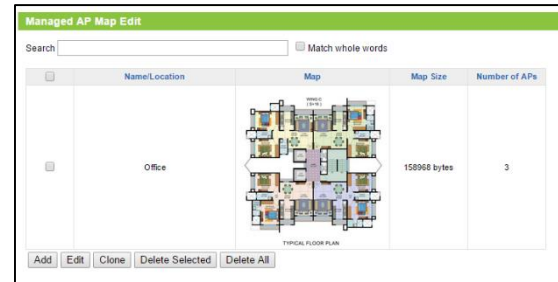 Managed AP Map Edit
Search Match whole words
Name/Location Map Map Size Number of APs
WING C
Office 158968 bytes 3
TYPICAL FLOOR PLAN
Add Edit Clone Delete Selected Delete All